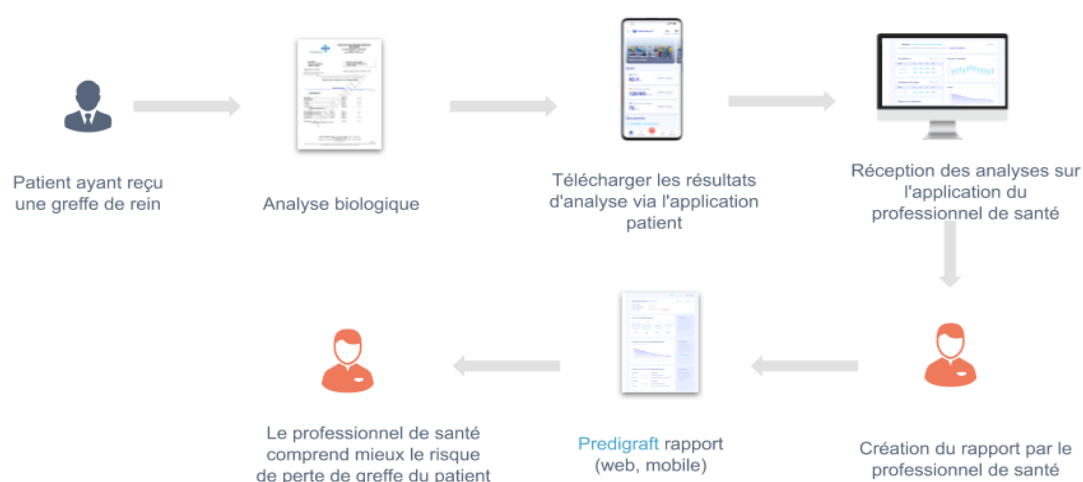 Patient ayant reçu
une greffe de rein
Analyse biologique
Télécharger les résultats
d'analyse via l'application
patient
Réception des analyses sur
l'application du
professionnel de santé
Le professionnel de santé
comprend mieux le risque
de perte de greffe du patient
Predigraft rapport
(web, mobile)
Création du rapport par le
professionnel de santé